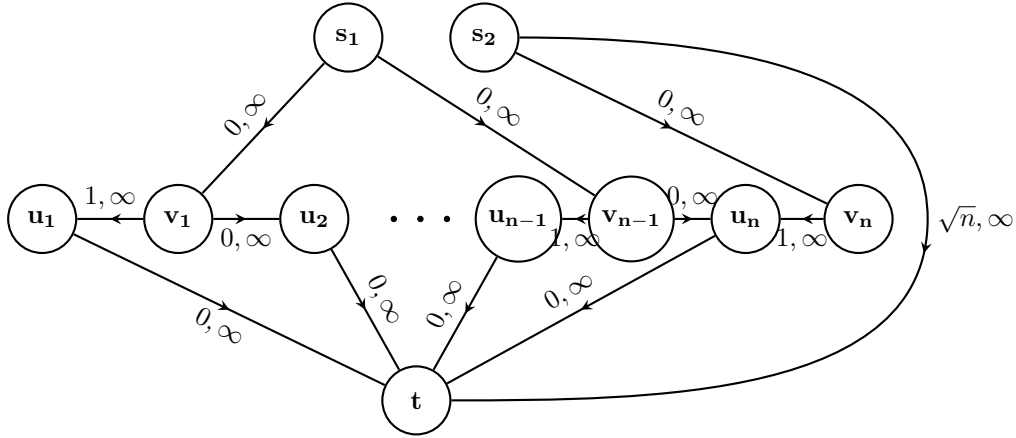 s₁ s₂
0, ∞ 0, ∞ 0, ∞
1, ∞ 0, ∞
u₁ v₁ u₂ · · · uₙ₋₁ vₙ₋₁ uₙ vₙ √n, ∞
0, ∞ 1, ∞ 1, ∞
0, ∞ 0, ∞ 0, ∞ 0, ∞
t